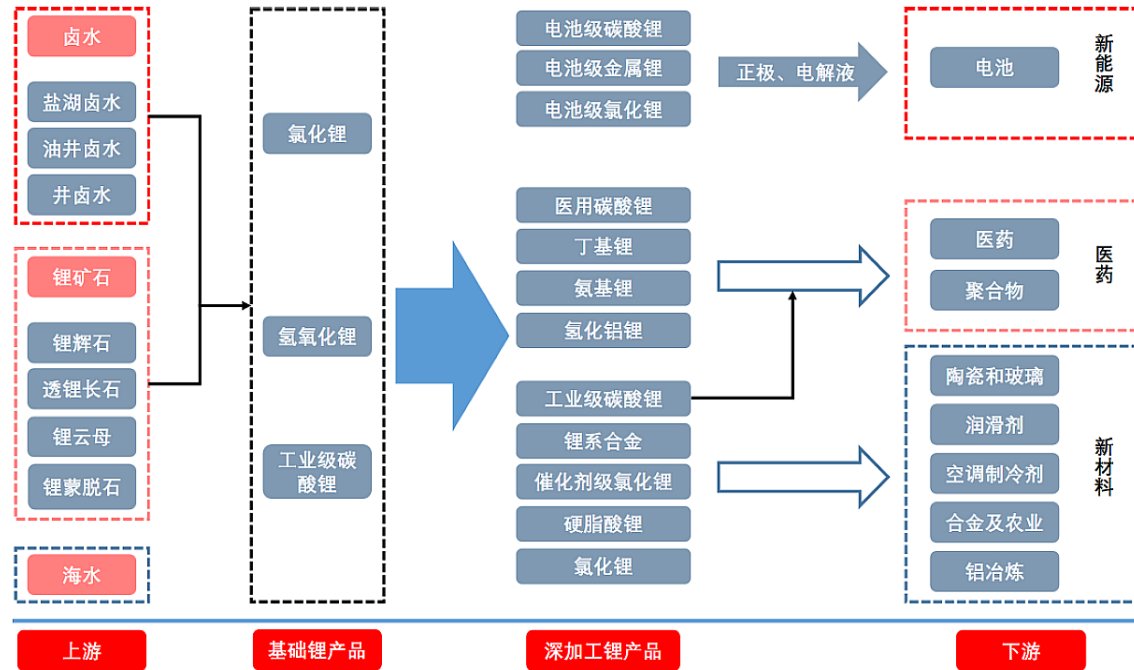 卤水
盐湖卤水
油井卤水
井卤水
锂矿石
锂辉石
透锂长石
锂云母
锂蒙脱石
海水
上游
氯化锂
氢氧化锂
工业级碳
酸锂
基础锂产品
电池级碳酸锂
电池级金属锂
电池级氯化锂
医用碳酸锂
丁基锂
氨基锂
氢化铝锂
工业级碳酸锂
锂系合金
催化剂级氯化锂
硬脂酸锂
氯化锂
深加工锂产品
正极、电解液
电池
新能源
医药
聚合物
医药
陶瓷和玻璃
润滑剂
空调制冷剂
合金及农业
铝冶炼
新材料
下游